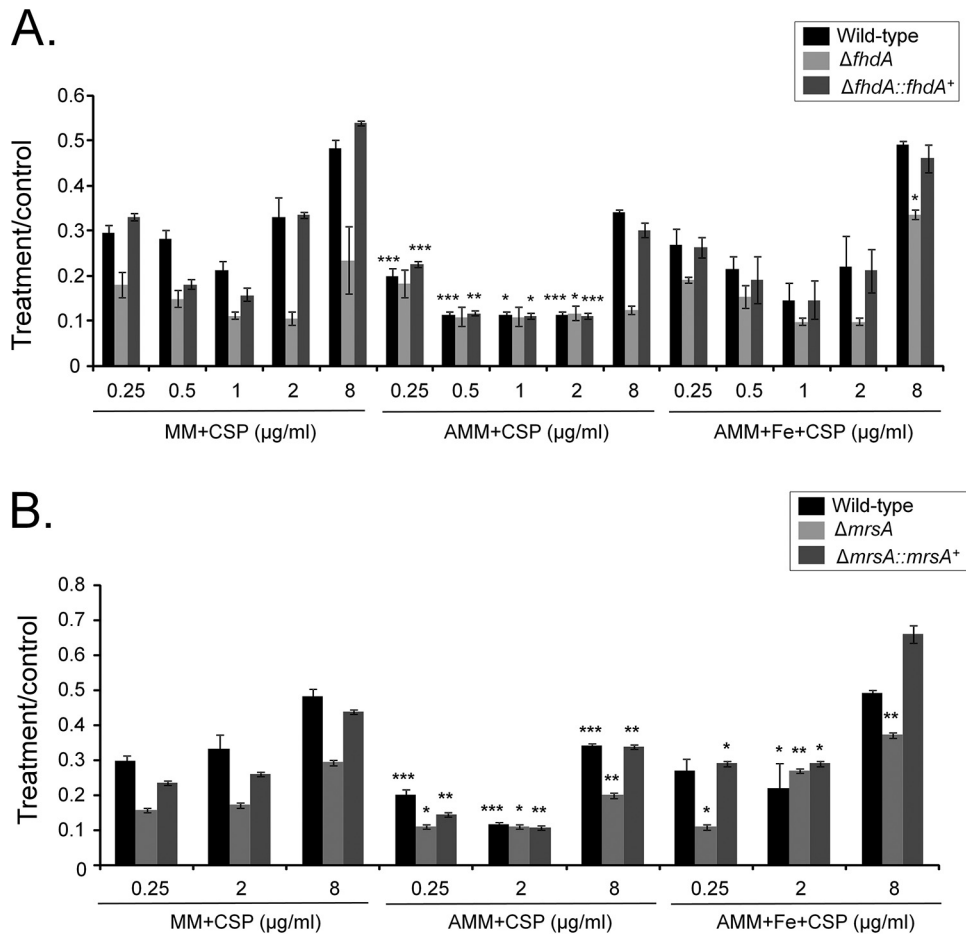 A.
Wild-type
ΔfhdA
ΔfhdA::fhdA+
Treatment/control
0.6
0.5
0.4
0.3
0.2
0.1
0
*** *** *** ** * * *** * *** *
0.25 0.5 1 2 8 0.25 0.5 1 2 8 0.25 0.5 1 2 8
MM+CSP (µg/ml) AMM+CSP (µg/ml) AMM+Fe+CSP (µg/ml)
B.
Wild-type
ΔmrsA
ΔmrsA::mrsA+
Treatment/control
0.8
0.7
0.6
0.5
0.4
0.3
0.2
0.1
0
*** * ** *** * ** *** ** ** * * * ** * **
0.25 2 8 0.25 2 8 0.25 2 8
MM+CSP (µg/ml) AMM+CSP (µg/ml) AMM+Fe+CSP (µg/ml)